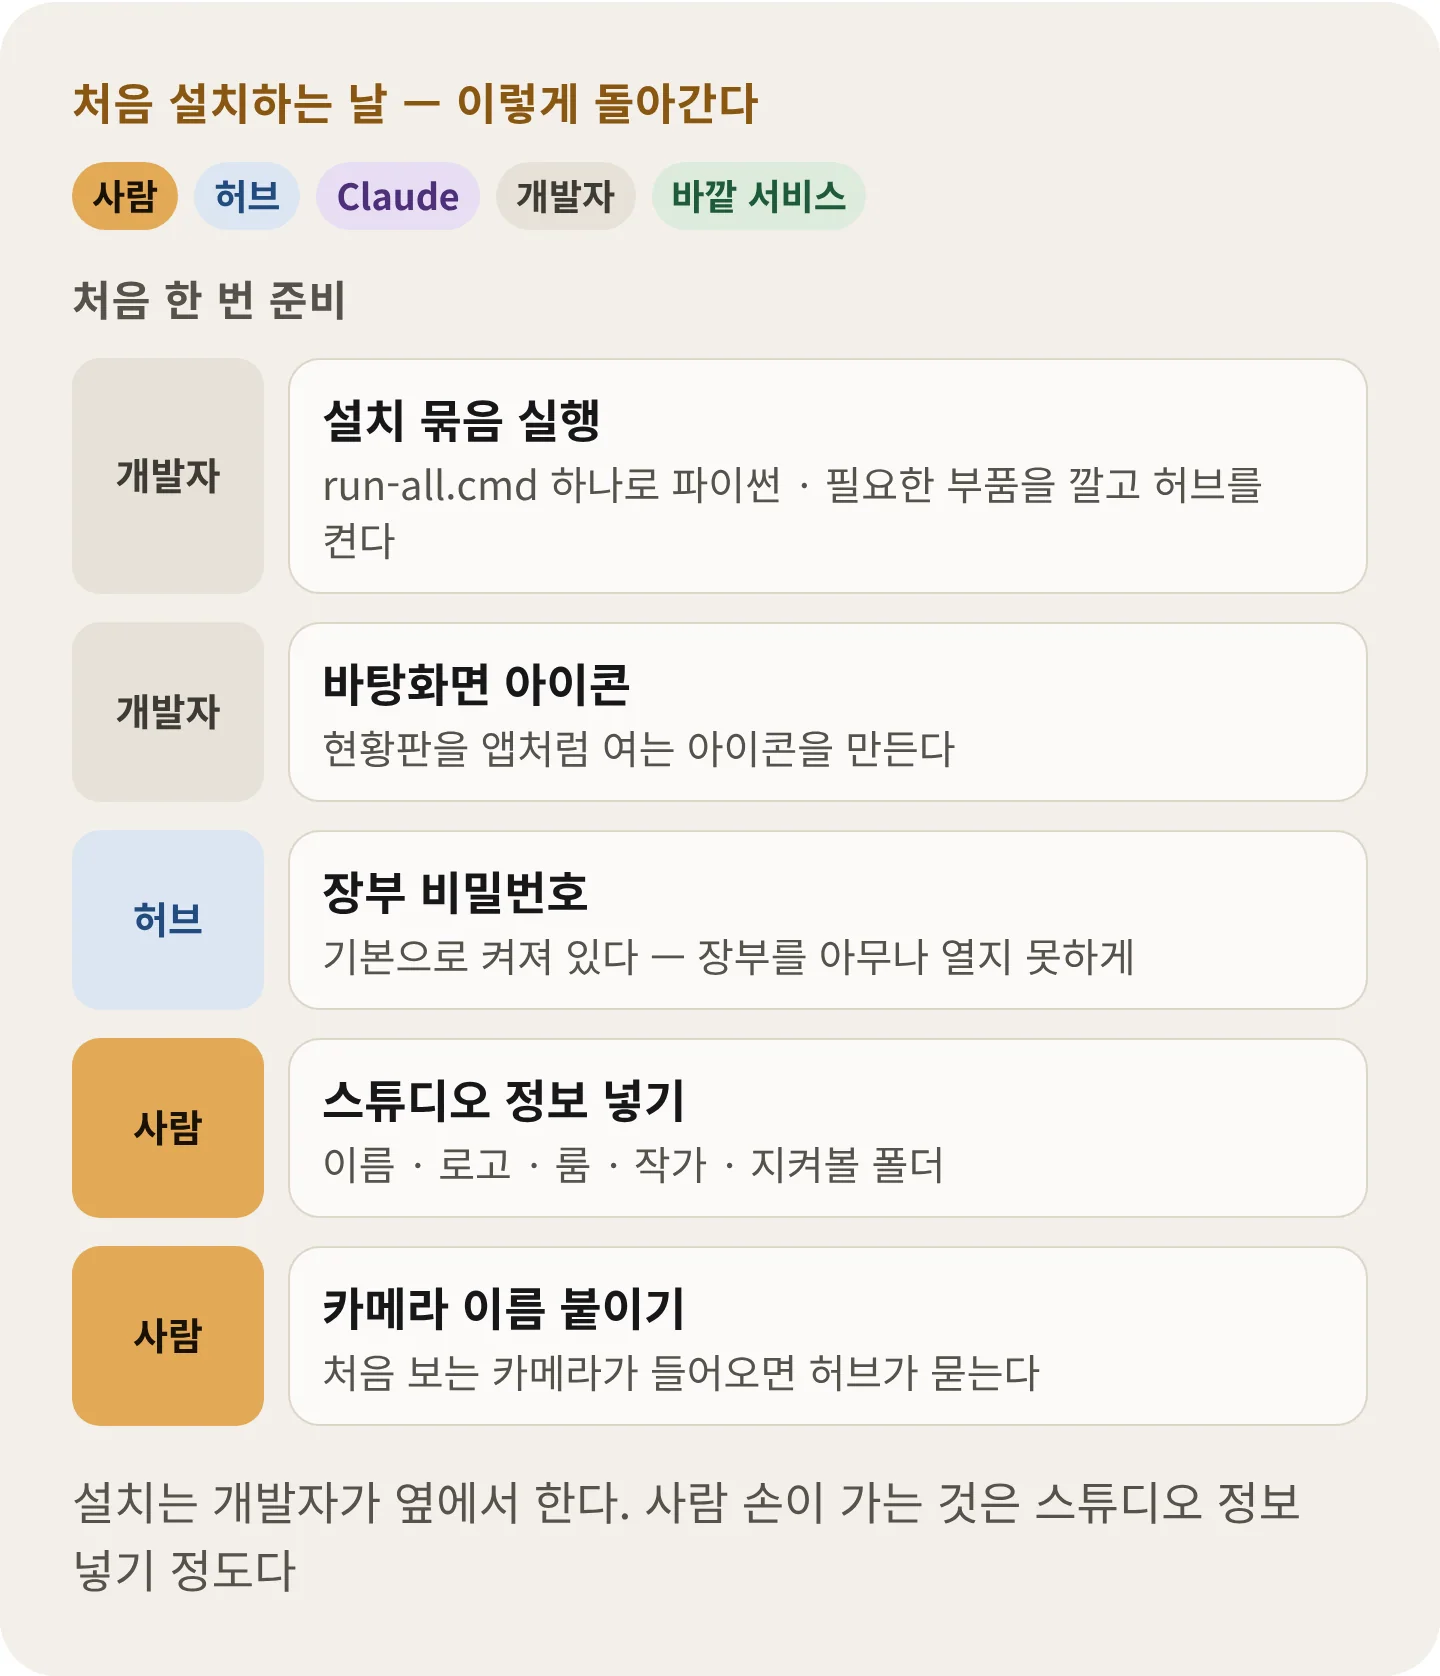 처음 설치하는 날 — 이렇게 돌아간다
사람 허브 Claude 개발자 바깥 서비스
처음 한 번 준비
개발자
설치 묶음 실행
run-all.cmd 하나로 파이썬 · 필요한 부품을 깔고 허브를
켠다
개발자
바탕화면 아이콘
현황판을 앱처럼 여는 아이콘을 만든다
허브
장부 비밀번호
기본으로 켜져 있다 — 장부를 아무나 열지 못하게
사람
스튜디오 정보 넣기
이름 · 로고 · 룸 · 작가 · 지켜볼 폴더
사람
카메라 이름 붙이기
처음 보는 카메라가 들어오면 허브가 묻는다
설치는 개발자가 옆에서 한다. 사람 손이 가는 것은 스튜디오 정보
넣기 정도다